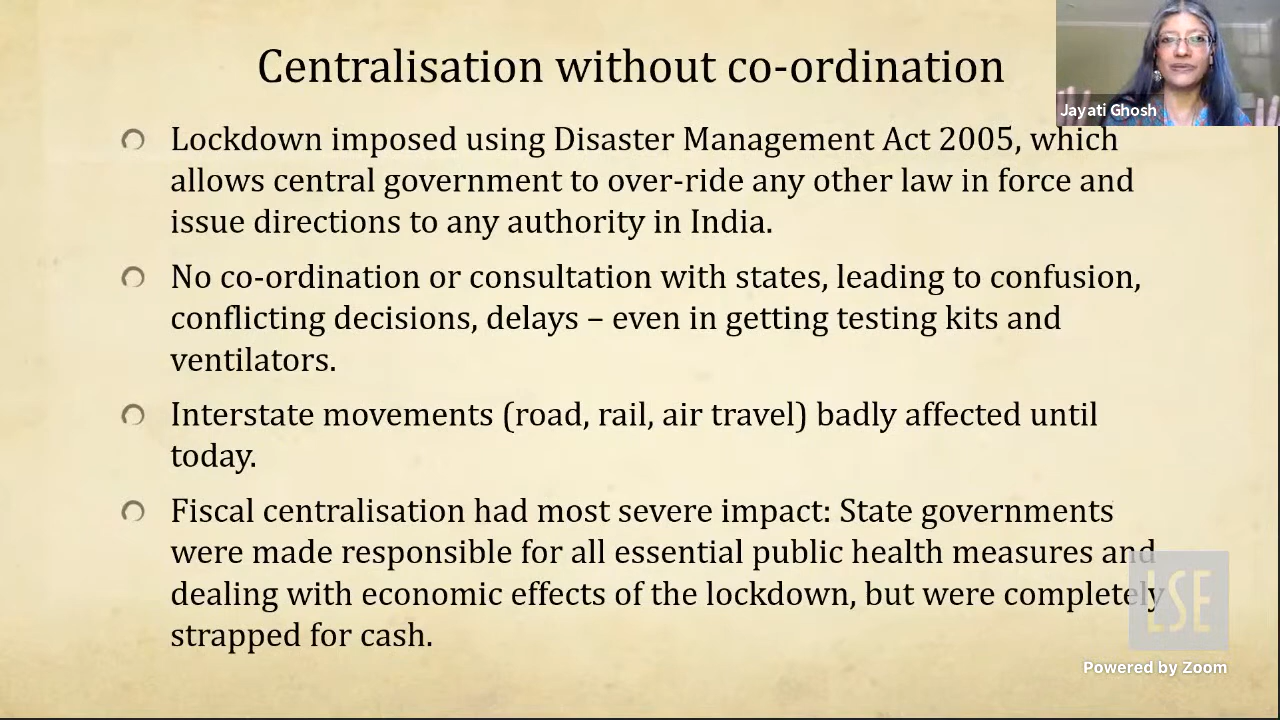 Centralisation without co-ordination
Jayati Ghosh
Lockdown imposed using Disaster Management Act 2005, which
allows central government to over-ride any other law in force and
issue directions to any authority in India.
No co-ordination or consultation with states, leading to confusion,
conflicting decisions, delays – even in getting testing kits and
ventilators.
Interstate movements (road, rail, air travel) badly affected until
today.
Fiscal centralisation had most severe impact: State governments
were made responsible for all essential public health measures and
dealing with economic effects of the lockdown, but were completely
strapped for cash.
LSE
Powered by Zoom